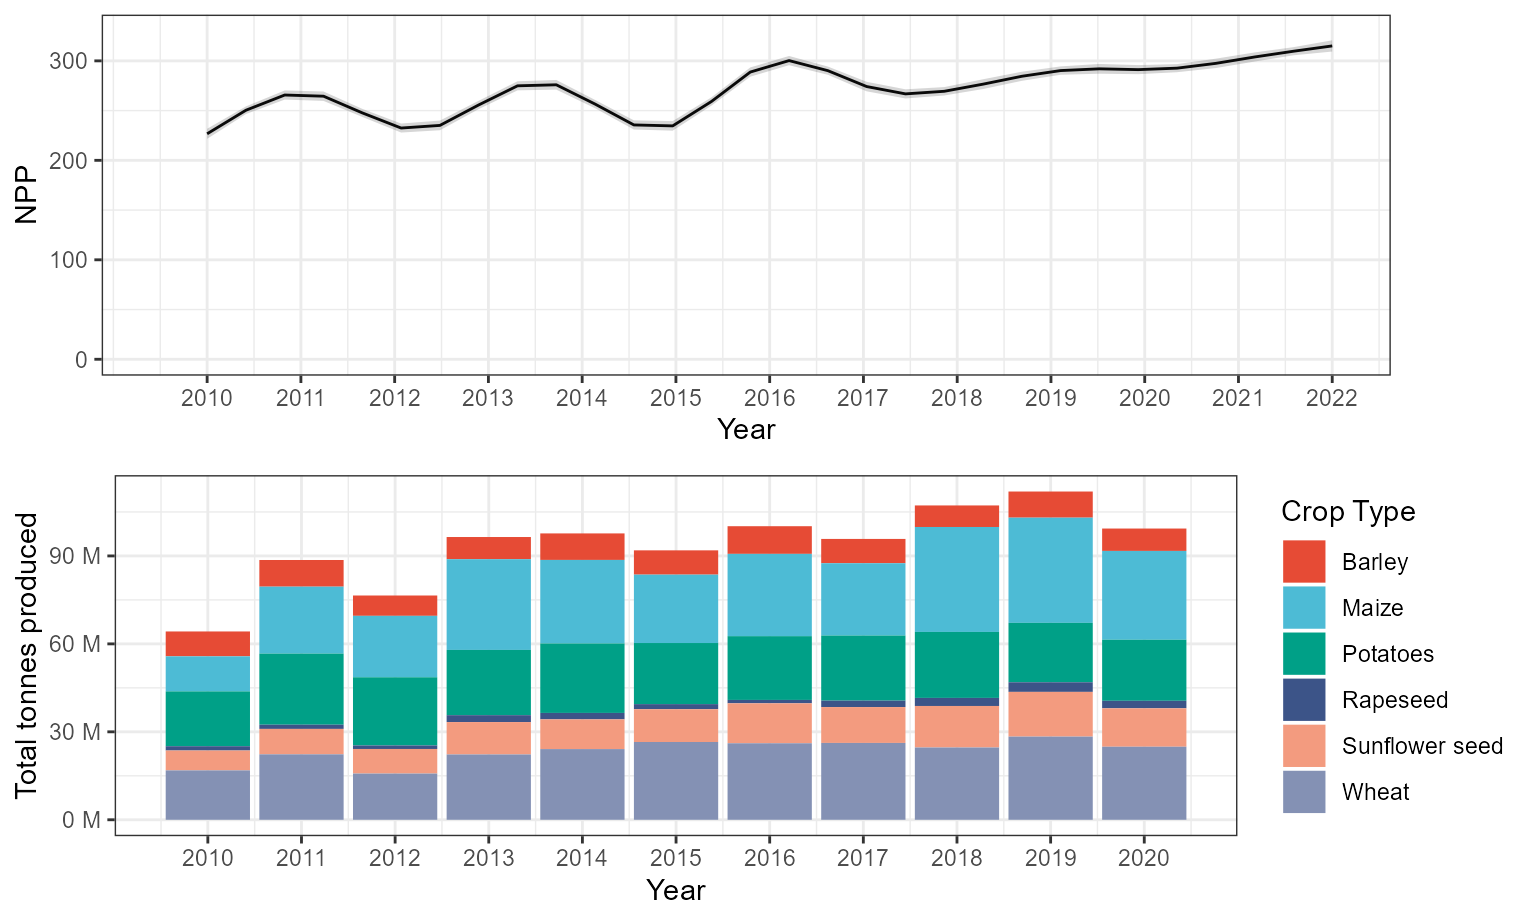 300
200
100
0
NPP
2010 2011 2012 2013 2014 2015 2016 2017 2018 2019 2020 2021 2022
Year
90 M
60 M
30 M
0 M
Total tonnes produced
2010 2011 2012 2013 2014 2015 2016 2017 2018 2019 2020
Year
Crop Type
Barley
Maize
Potatoes
Rapeseed
Sunflower seed
Wheat